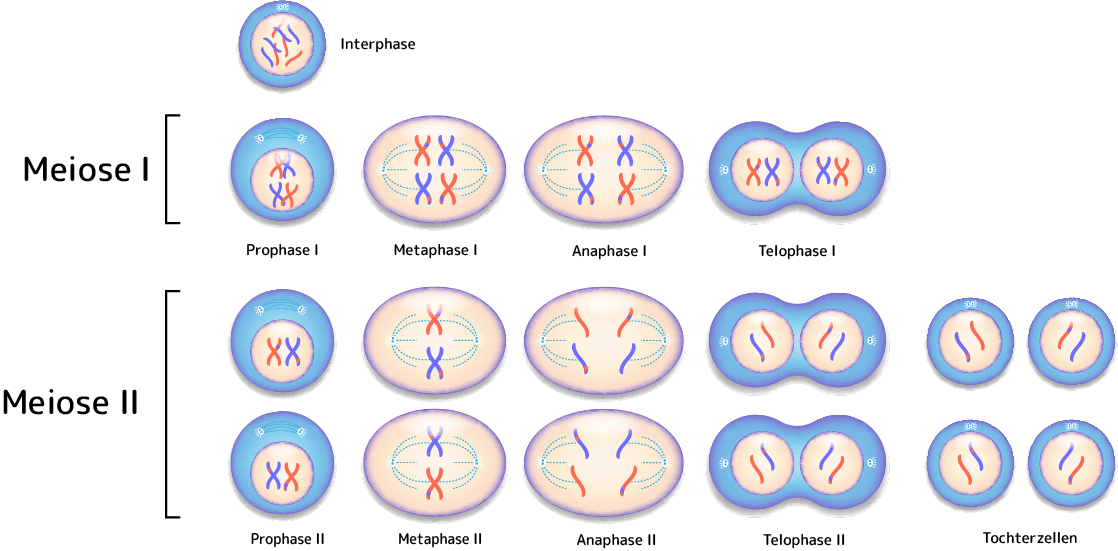 Interphase
Meiose I
Prophase I
Metaphase I
Anaphase I
Telophase I
Meiose II
Prophase II
Metaphase II
Anaphase II
Telophase II
Tochterzellen